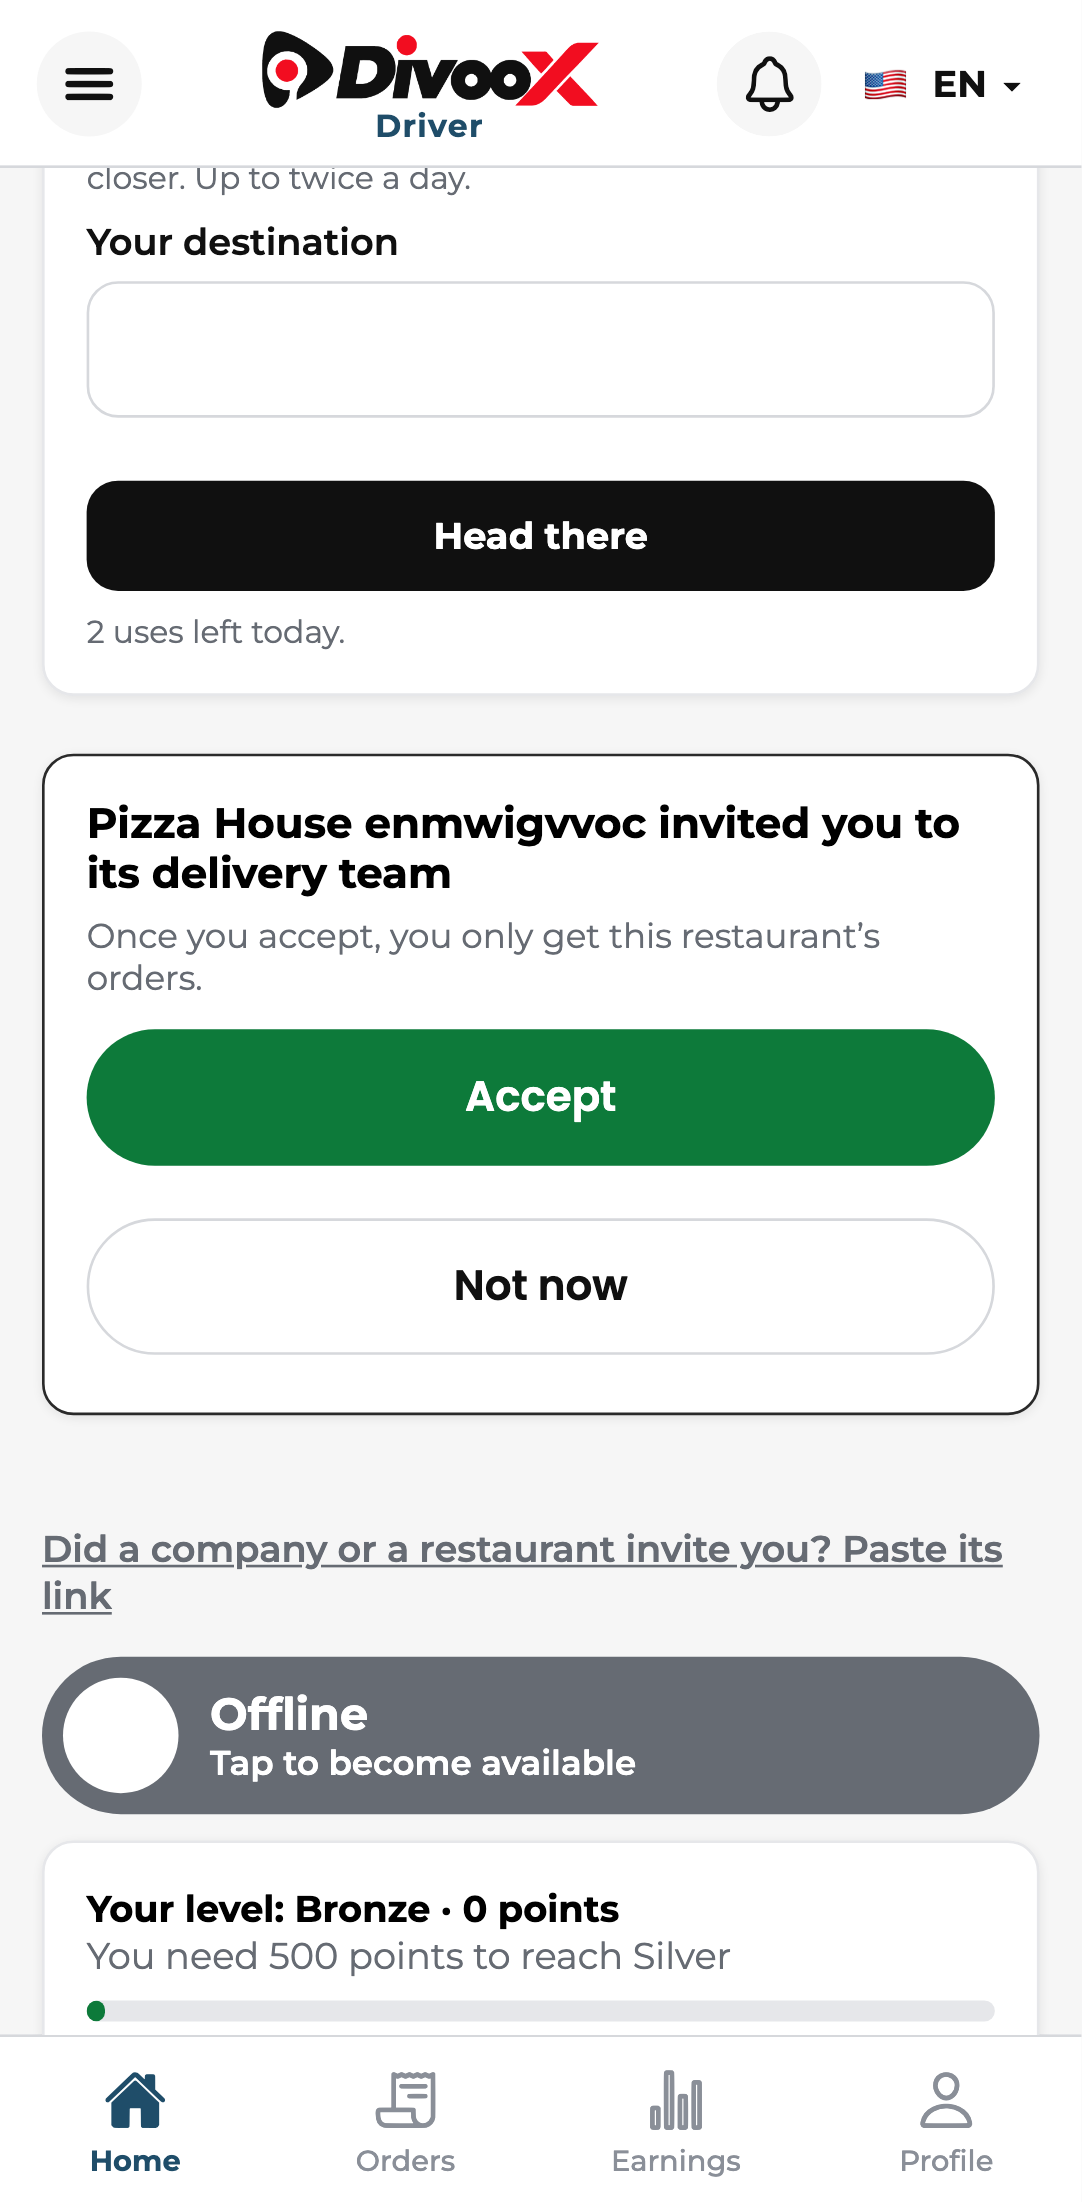 DivooX
Driver
EN
closer. Up to twice a day.
Your destination
Head there
2 uses left today.
Pizza House enmwigvvoc invited you to
its delivery team
Once you accept, you only get this restaurant’s
orders.
Accept
Not now
Did a company or a restaurant invite you? Paste its
link
Offline
Tap to become available
Your level: Bronze · 0 points
You need 500 points to reach Silver
Home
Orders
Earnings
Profile